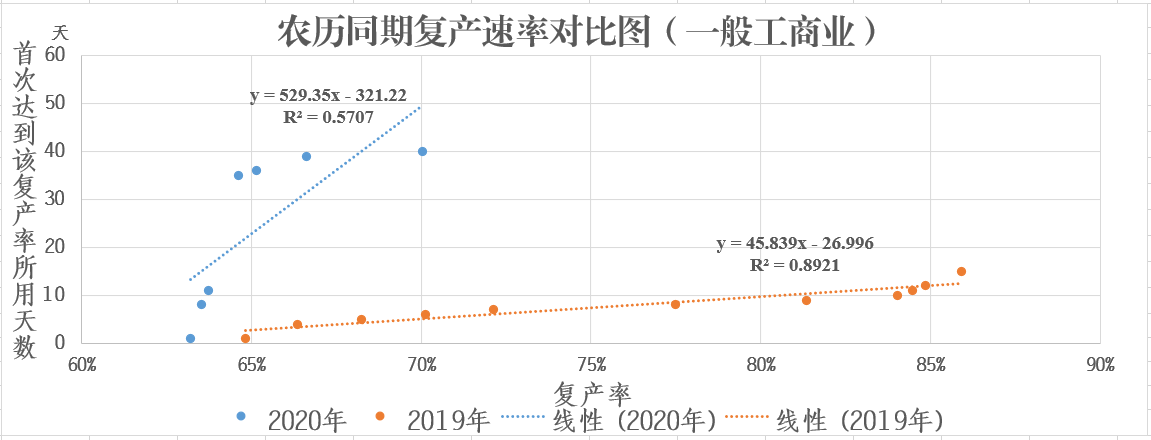 农历同期复产速率对比图（一般工商业）
天
首次达到该复产率所用天数
60
50
40
30
20
10
0
y = 529.35x - 321.22
R² = 0.5707
y = 45.839x - 26.996
R² = 0.8921
60% 65% 70% 75% 80% 85% 90%
复产率
2020年 2019年 线性 (2020年) 线性 (2019年)